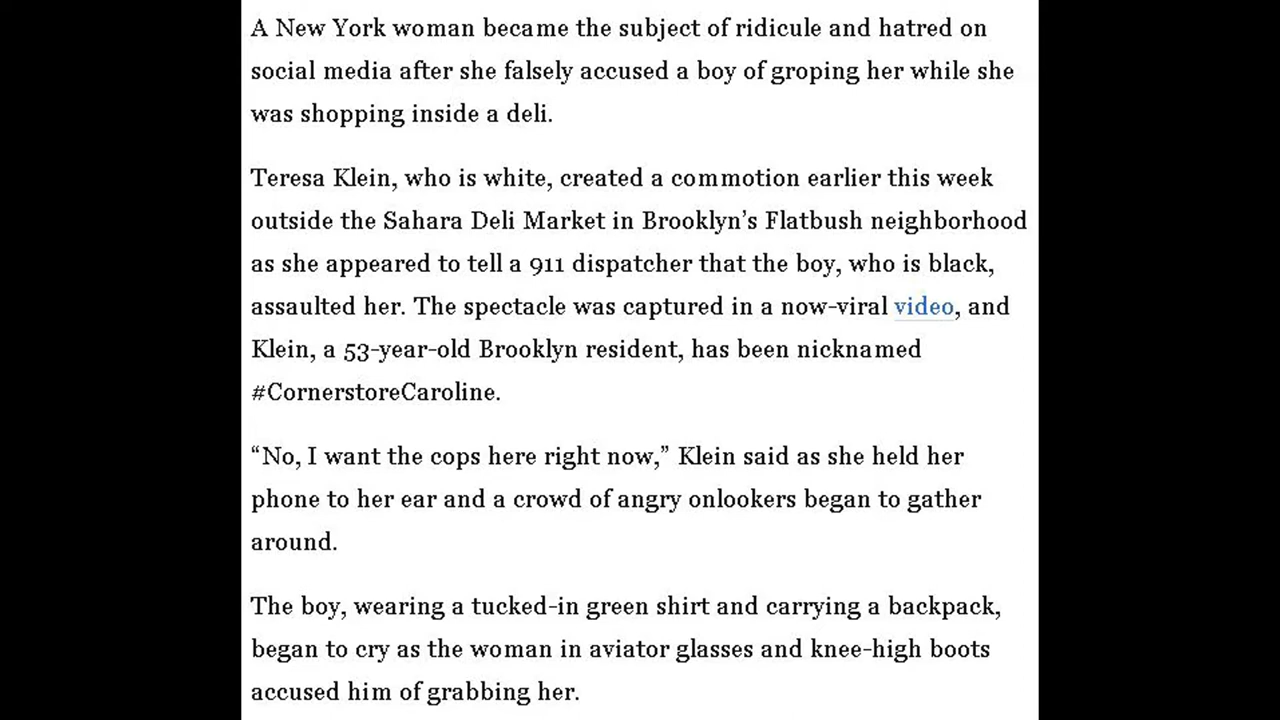 A New York woman became the subject of ridicule and hatred on
social media after she falsely accused a boy of groping her while she
was shopping inside a deli.
Teresa Klein, who is white, created a commotion earlier this week
outside the Sahara Deli Market in Brooklyn’s Flatbush neighborhood
as she appeared to tell a 911 dispatcher that the boy, who is black,
assaulted her. The spectacle was captured in a now-viral video, and
Klein, a 53-year-old Brooklyn resident, has been nicknamed
#CornerstoreCaroline.
“No, I want the cops here right now,” Klein said as she held her
phone to her ear and a crowd of angry onlookers began to gather
around.
The boy, wearing a tucked-in green shirt and carrying a backpack,
began to cry as the woman in aviator glasses and knee-high boots
accused him of grabbing her.